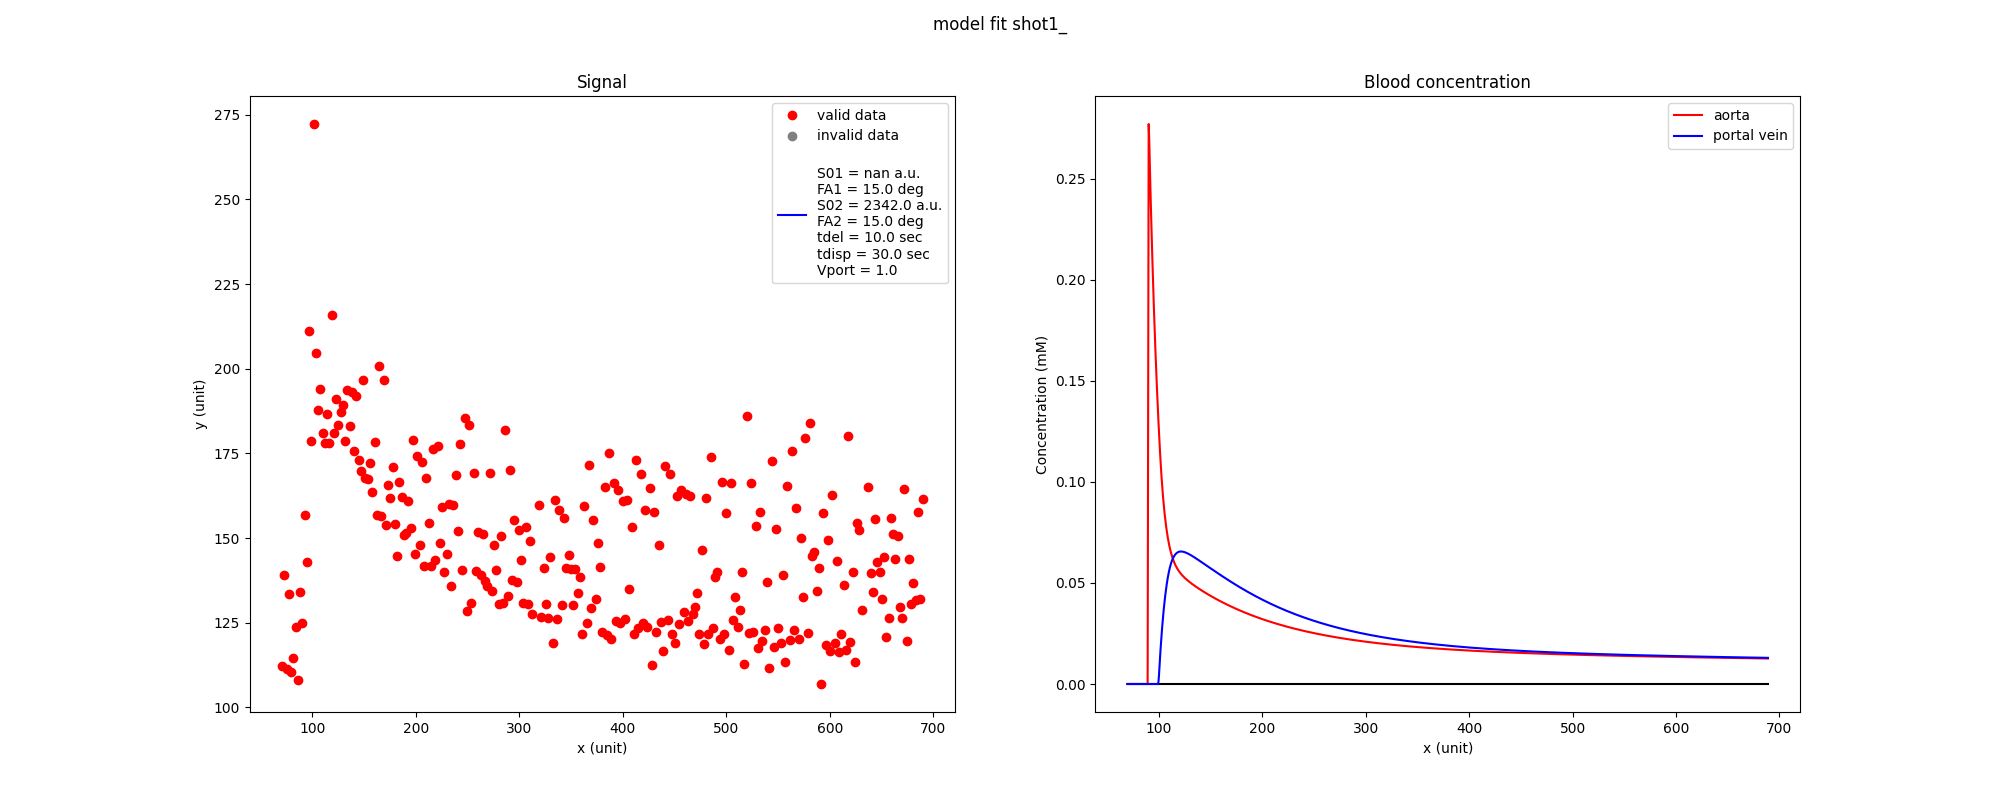 model fit shot1_
Signal
275
250
225
200
175
150
125
100
y (unit)
valid data
invalid data
S01 = nan a.u.
FA1 = 15.0 deg
S02 = 2342.0 a.u.
FA2 = 15.0 deg
tdel = 10.0 sec
tdisp = 30.0 sec
Vport = 1.0
100 200 300 400 500 600 700
x (unit)
Blood concentration
0.25
0.20
0.15
0.10
0.05
0.00
Concentration (mM)
aorta
portal vein
100 200 300 400 500 600 700
x (unit)